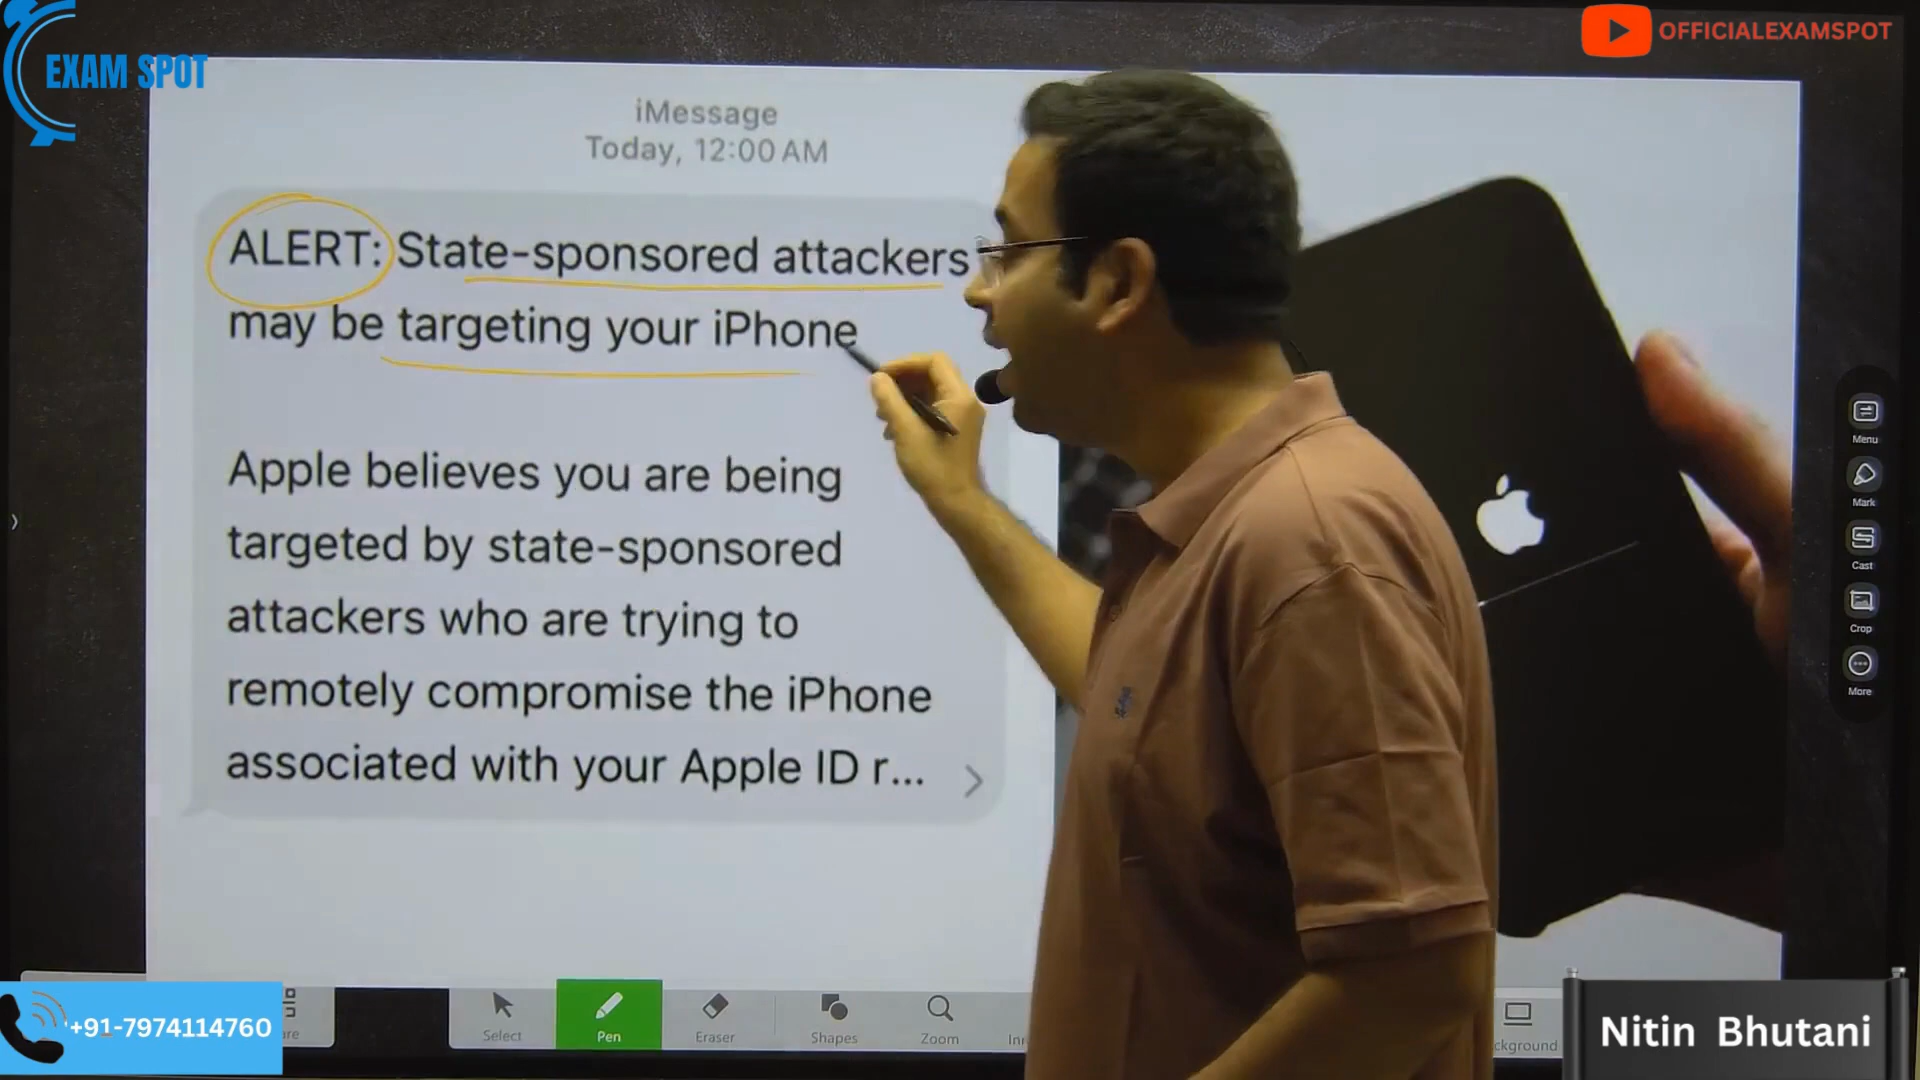 EXAM SPOT
OFFICIALEXAMSPOT
iMessage
Today, 12:00 AM
ALERT: State-sponsored attackers
may be targeting your iPhone
Apple believes you are being
targeted by state-sponsored
attackers who are trying to
remotely compromise the iPhone
associated with your Apple ID r...
Menu
Mark
Cast
Crop
More
+91-7974114760
Select
Pen
Eraser
Shapes
Zoom
Nitin Bhutani